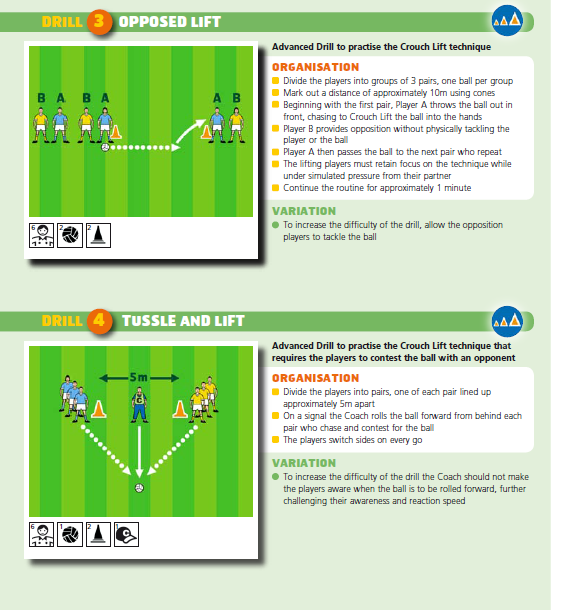 DRILL 3 OPPOSED LIFT
B A B A A B
6 2 2
Advanced Drill to practise the Crouch Lift technique
ORGANISATION
Divide the players into groups of 3 pairs, one ball per group
Mark out a distance of approximately 10m using cones
Beginning with the first pair, Player A throws the ball out in
front, chasing to Crouch Lift the ball into the hands
Player B provides opposition without physically tackling the
player or the ball
Player A then passes the ball to the next pair who repeat
The lifting players must retain focus on the technique while
under simulated pressure from their partner
Continue the routine for approximately 1 minute
VARIATION
To increase the difficulty of the drill, allow the opposition
players to tackle the ball
DRILL 4 TUSSLE AND LIFT
5m
6 1 2 1
Advanced Drill to practise the Crouch Lift technique that
requires the players to contest the ball with an opponent
ORGANISATION
Divide the players into pairs, one of each pair lined up
approximately 5m apart
On a signal the Coach rolls the ball forward from behind each
pair who chase and contest for the ball
The players switch sides on every go
VARIATION
To increase the difficulty of the drill the Coach should not make
the players aware when the ball is to be rolled forward, further
challenging their awareness and reaction speed